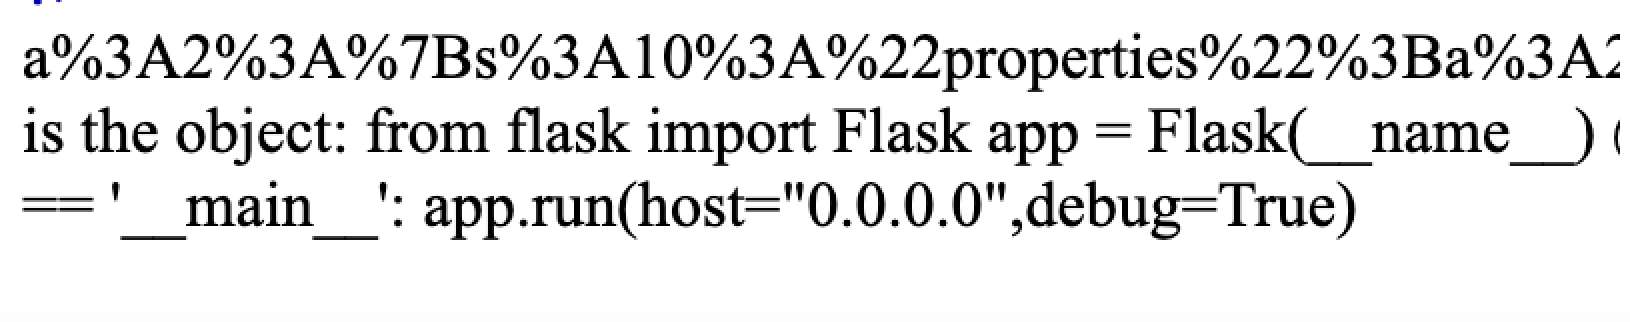 a%3A2%3A%7Bs%3A10%3A%22properties%22%3Ba%3A2
is the object: from flask import Flask app = Flask(__name__) (
== '__main__': app.run(host="0.0.0.0",debug=True)